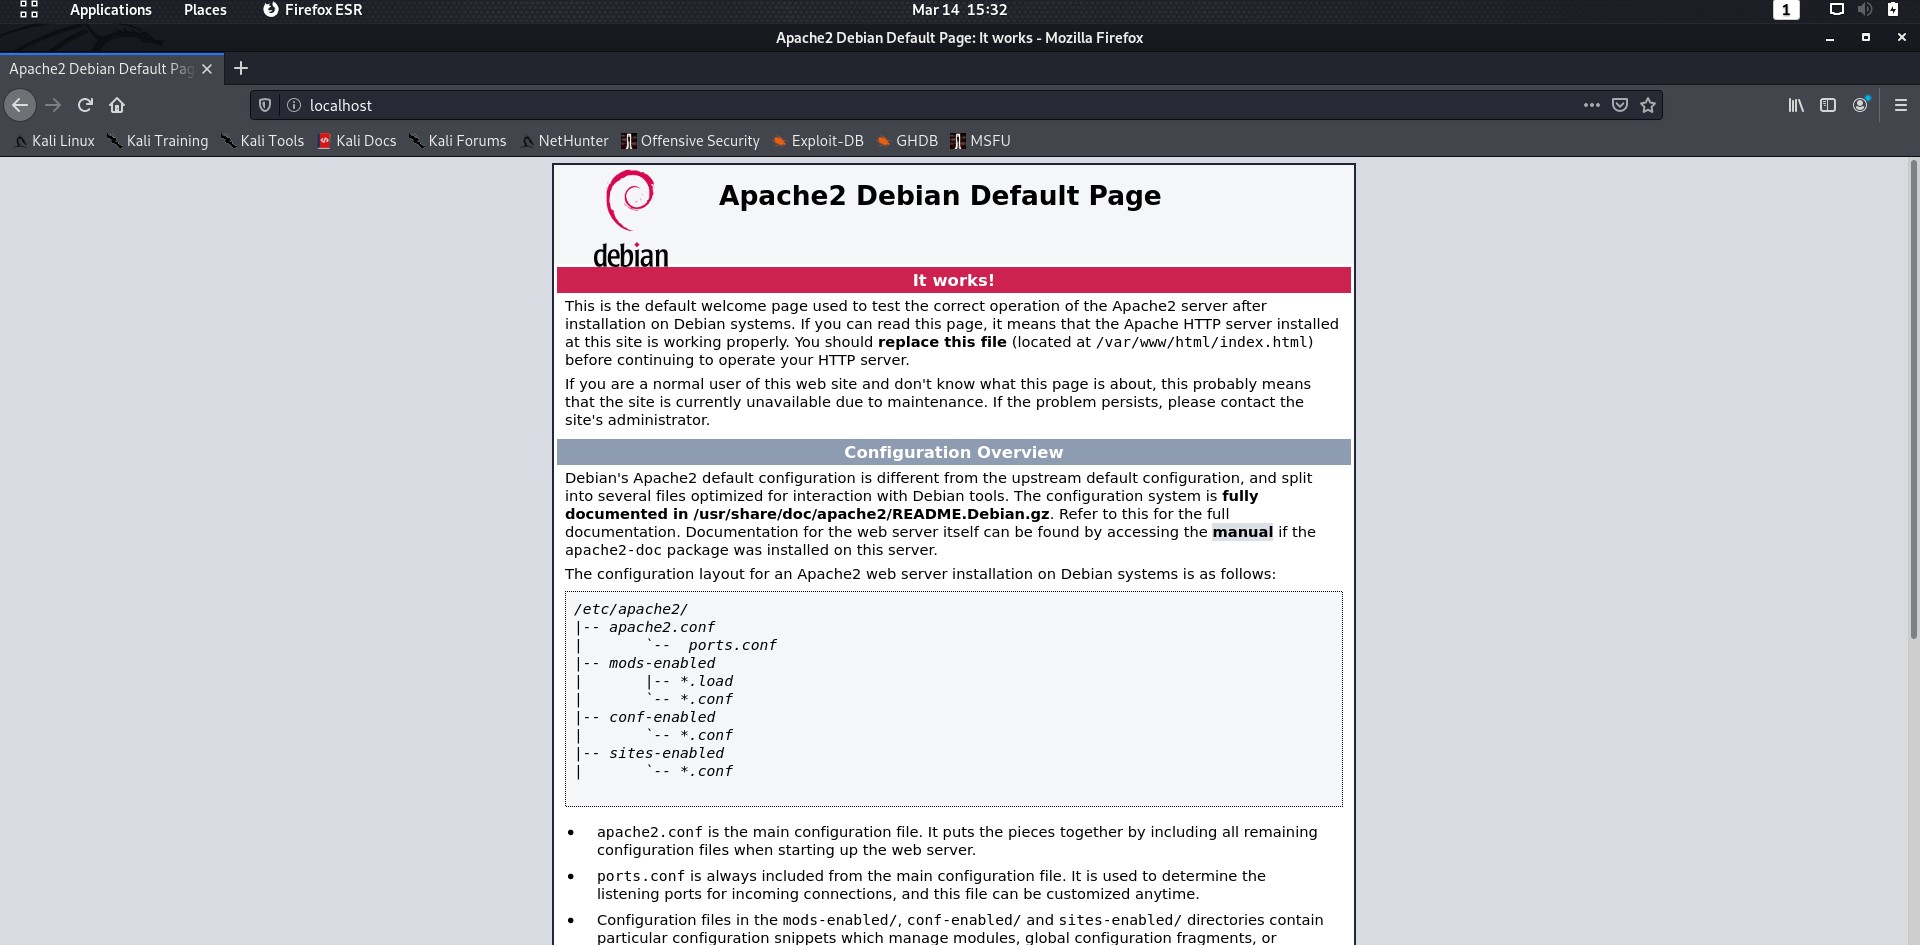 Applications Places Firefox ESR Mar 14 15:32 1
Apache2 Debian Default Page: It works - Mozilla Firefox
Apache2 Debian Default Pag
localhost
Kali Linux Kali Training Kali Tools Kali Docs Kali Forums NetHunter Offensive Security Exploit-DB GHDB MSFU
debian
Apache2 Debian Default Page
It works!
This is the default welcome page used to test the correct operation of the Apache2 server after
installation on Debian systems. If you can read this page, it means that the Apache HTTP server installed
at this site is working properly. You should replace this file (located at /var/www/html/index.html)
before continuing to operate your HTTP server.
If you are a normal user of this web site and don't know what this page is about, this probably means
that the site is currently unavailable due to maintenance. If the problem persists, please contact the
site's administrator.
Configuration Overview
Debian's Apache2 default configuration is different from the upstream default configuration, and split
into several files optimized for interaction with Debian tools. The configuration system is fully
documented in /usr/share/doc/apache2/README.Debian.gz. Refer to this for the full
documentation. Documentation for the web server itself can be found by accessing the manual if the
apache2-doc package was installed on this server.
The configuration layout for an Apache2 web server installation on Debian systems is as follows:
/etc/apache2/
|-- apache2.conf
|       `--  ports.conf
|-- mods-enabled
|       |-- *.load
|       `-- *.conf
|-- conf-enabled
|       `-- *.conf
|-- sites-enabled
|       `-- *.conf
• apache2.conf is the main configuration file. It puts the pieces together by including all remaining
configuration files when starting up the web server.
• ports.conf is always included from the main configuration file. It is used to determine the
listening ports for incoming connections, and this file can be customized anytime.
• Configuration files in the mods-enabled/, conf-enabled/ and sites-enabled/ directories contain
particular configuration snippets which manage modules, global configuration fragments, or